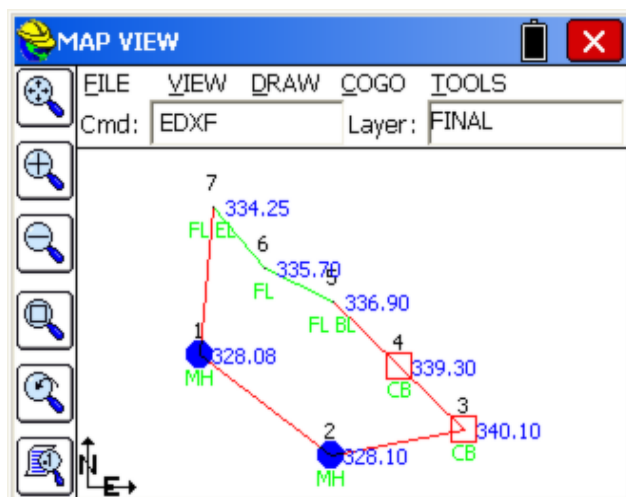 MAP VIEW
FILE VIEW DRAW COGO TOOLS
Cmd: EDXF Layer: FINAL
7
334.25
FL EL
6
335.70
FL
5
336.90
FL BL
1
328.08
MH
4
339.30
CB
3
340.10
CB
2
328.10
MH
N
E